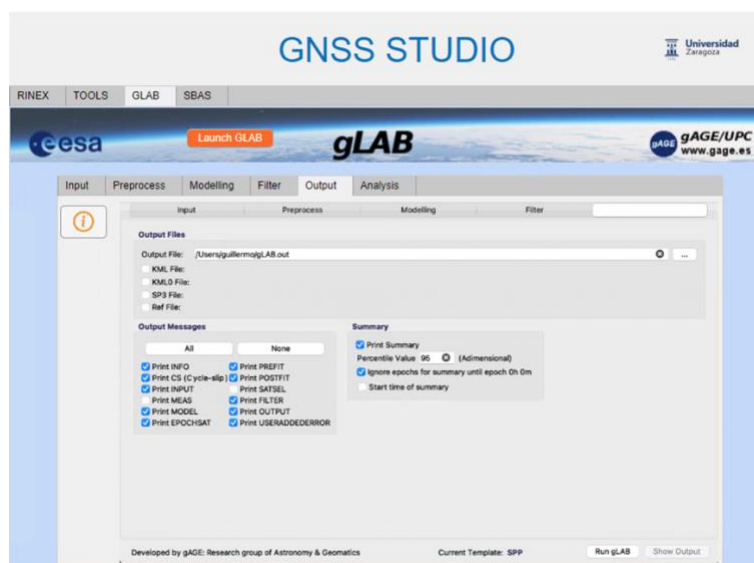 GNSS STUDIO
Universidad
Zaragoza
RINEX TOOLS GLAB SBAS
esa
Launch GLAB
gLAB
gAGE
gAGE/UPC
www.gage.es
Input Preprocess Modelling Filter Output Analysis
Input Preprocess Modelling Filter
Output Files
Output File: /Users/guillermo/gLAB.out ...
KML File:
KML0 File:
SP3 File:
Ref File:
Output Messages
All None
Print INFO Print PREFIT
Print CS (Cycle-slip) Print POSTFIT
Print INPUT Print SATSEL
Print MEAS Print FILTER
Print MODEL Print OUTPUT
Print EPOCHSAT Print USERADDEDERROR
Summary
Print Summary
Percentile Value 95 (Adimensional)
Ignore epochs for summary until epoch 0h 0m
Start time of summary
Developed by gAGE: Research group of Astronomy & Geomatics Current Template: SPP Run gLAB Show Output